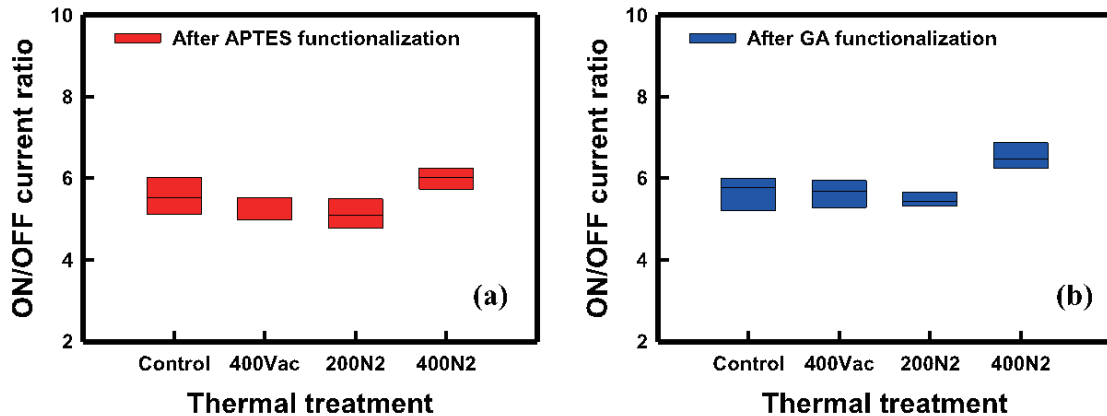 10
8
6
4
2
ON/OFF current ratio
After APTES functionalization
(a)
Control 400Vac 200N2 400N2
Thermal treatment
10
8
6
4
2
ON/OFF current ratio
After GA functionalization
(b)
Control 400Vac 200N2 400N2
Thermal treatment